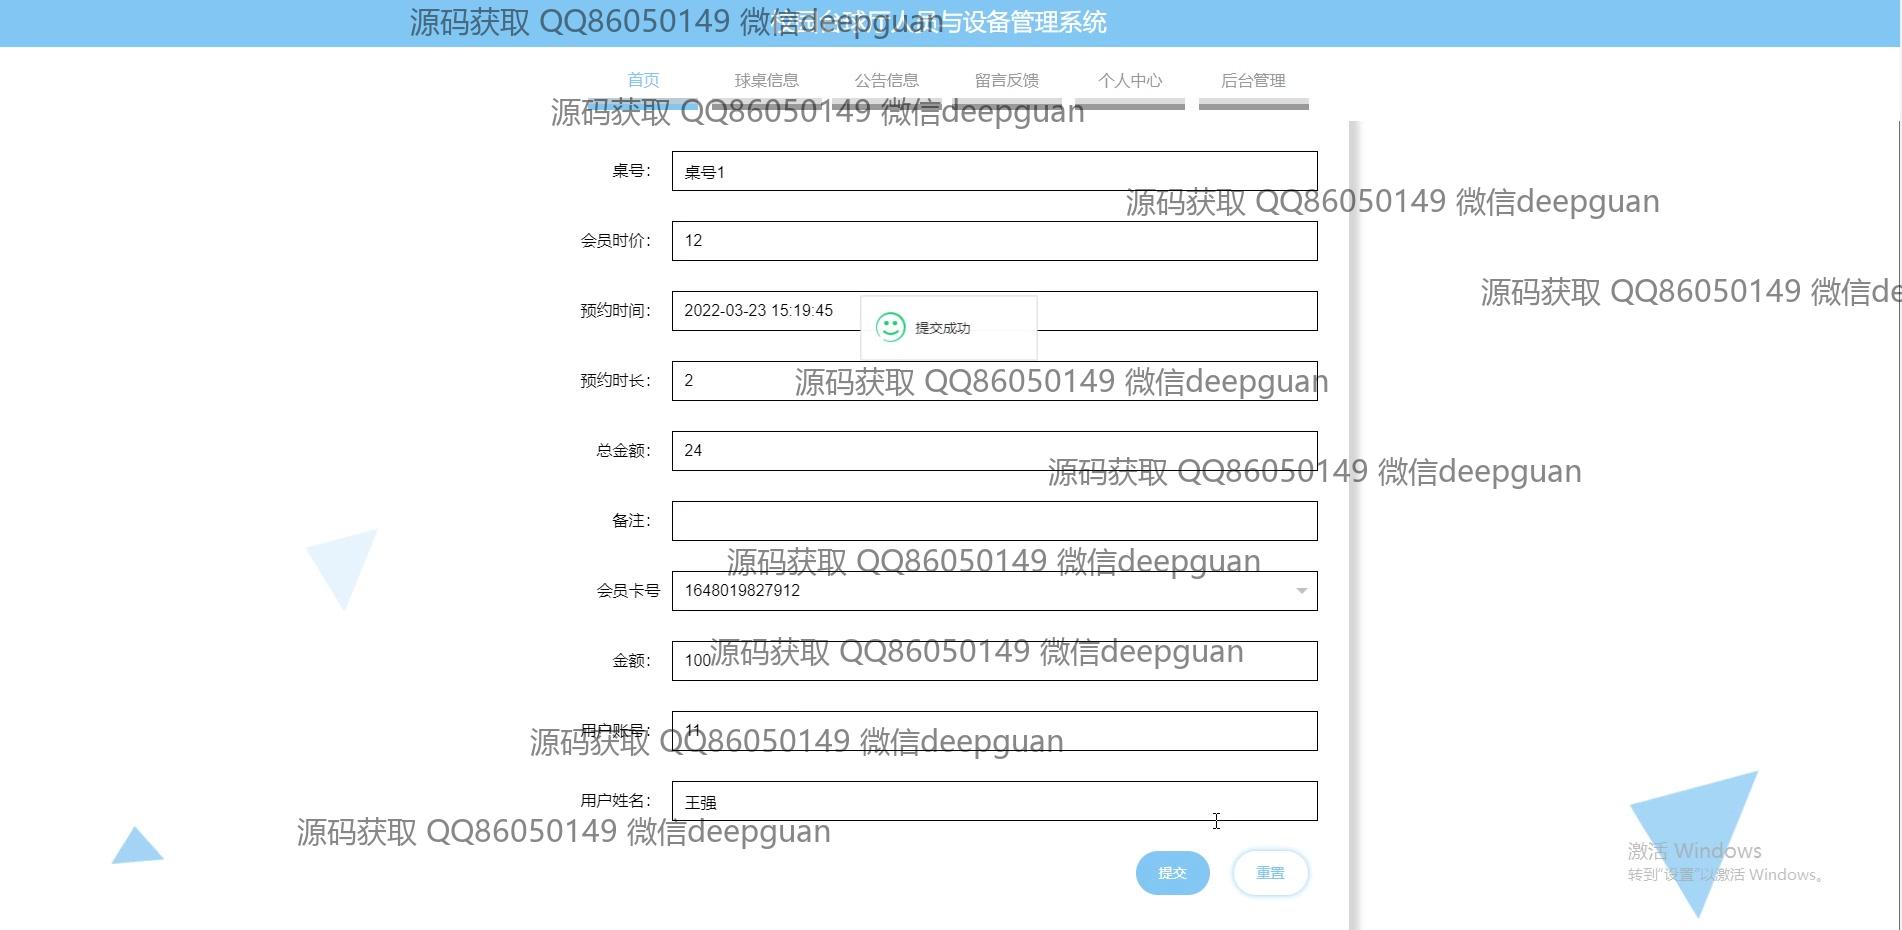 源码获取 QQ86050149 微信deepguan
校园台球厅人员与设备管理系统
首页 球桌信息 公告信息 留言反馈 个人中心 后台管理
源码获取 QQ86050149 微信deepguan
桌号： 桌号1
源码获取 QQ86050149 微信deepguan
会员时价： 12
源码获取 QQ86050149 微信de
预约时间： 2022-03-23 15:19:45
提交成功
预约时长： 2
源码获取 QQ86050149 微信deepguan
总金额： 24
源码获取 QQ86050149 微信deepguan
备注：
源码获取 QQ86050149 微信deepguan
会员卡号 1648019827912
金额： 100
源码获取 QQ86050149 微信deepguan
用户账号： 11
源码获取 QQ86050149 微信deepguan
用户姓名： 王强
源码获取 QQ86050149 微信deepguan
提交 重置
激活 Windows
转到“设置”以激活 Windows。